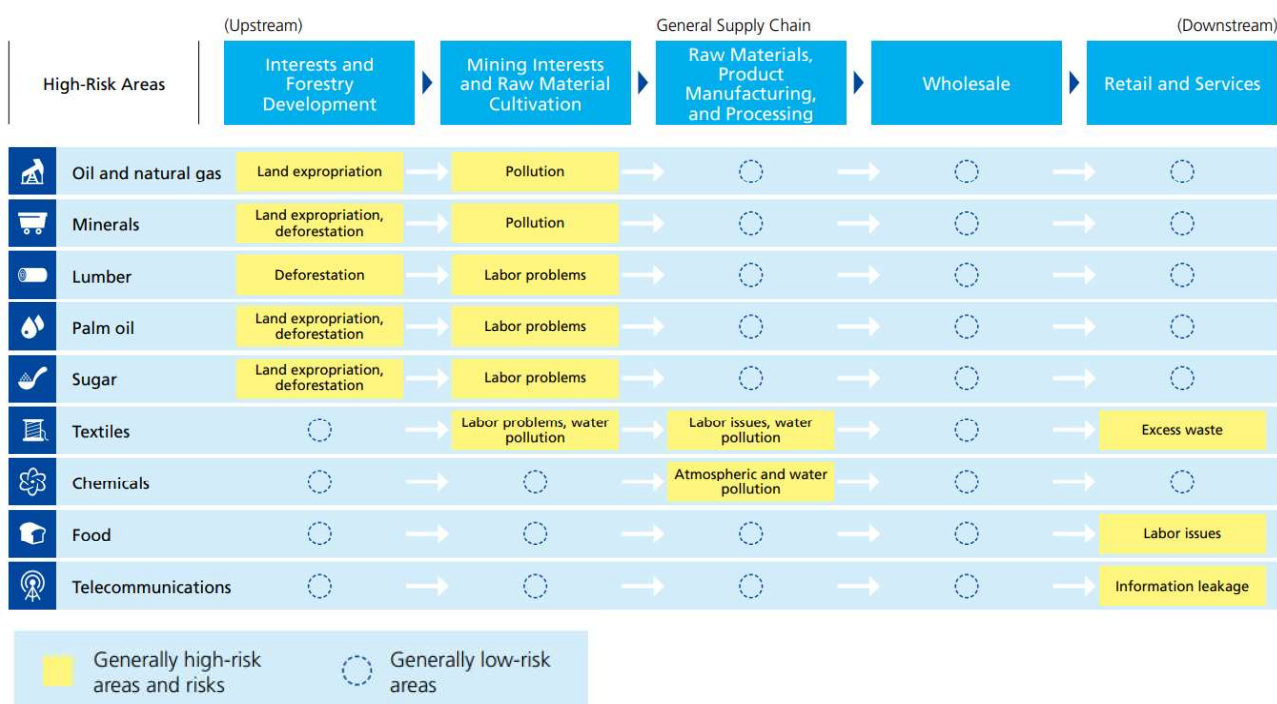 (Upstream)
General Supply Chain
(Downstream)
High-Risk Areas
Interests and
Forestry
Development
Mining Interests
and Raw Material
Cultivation
Raw Materials,
Product
Manufacturing,
and Processing
Wholesale
Retail and Services
Oil and natural gas
Land expropriation
Pollution
Minerals
Land expropriation,
deforestation
Pollution
Lumber
Deforestation
Labor problems
Palm oil
Land expropriation,
deforestation
Labor problems
Sugar
Land expropriation,
deforestation
Labor problems
Textiles
Labor problems, water
pollution
Labor issues, water
pollution
Excess waste
Chemicals
Atmospheric and water
pollution
Food
Labor issues
Telecommunications
Information leakage
Generally high-risk
areas and risks
Generally low-risk
areas